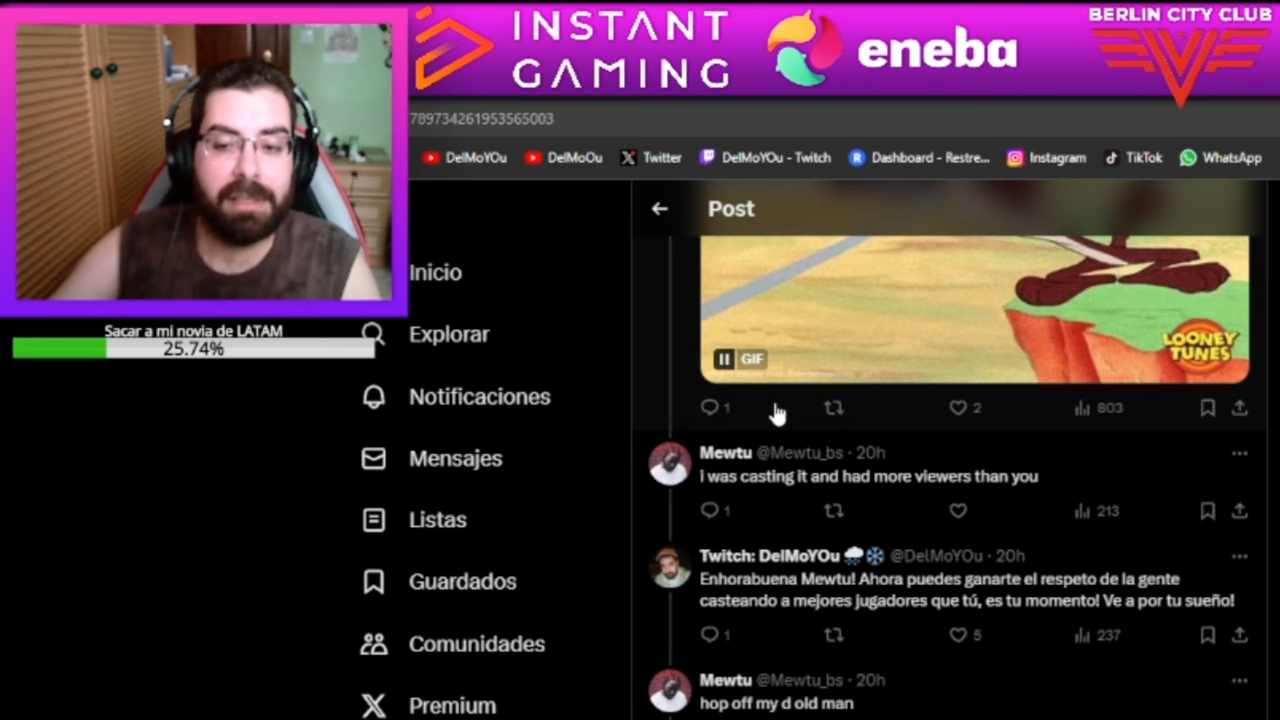 INSTANT
GAMING
eneba
BERLIN CITY CLUB
789734261953565003
DelMoYOu
DelMoOu
Twitter
DelMoYOu - Twitch
Dashboard - Restre...
Instagram
TikTok
WhatsApp
Post
Inicio
Explorar
Notificaciones
Mensajes
Listas
Guardados
Comunidades
Premium
Sacar a mi novia de LATAM
25.74%
GIF
LOONEY
TUNES
1
2
803
Mewtu @Mewtu_bs · 20h
i was casting it and had more viewers than you
1
213
Twitch: DelMoYOu 🌨️❄️ @DelMoYOu · 20h
Enhorabuena Mewtu! Ahora puedes ganarte el respeto de la gente
casteando a mejores jugadores que tú, es tu momento! Ve a por tu sueño!
1
5
237
Mewtu @Mewtu_bs · 20h
hop off my d old man